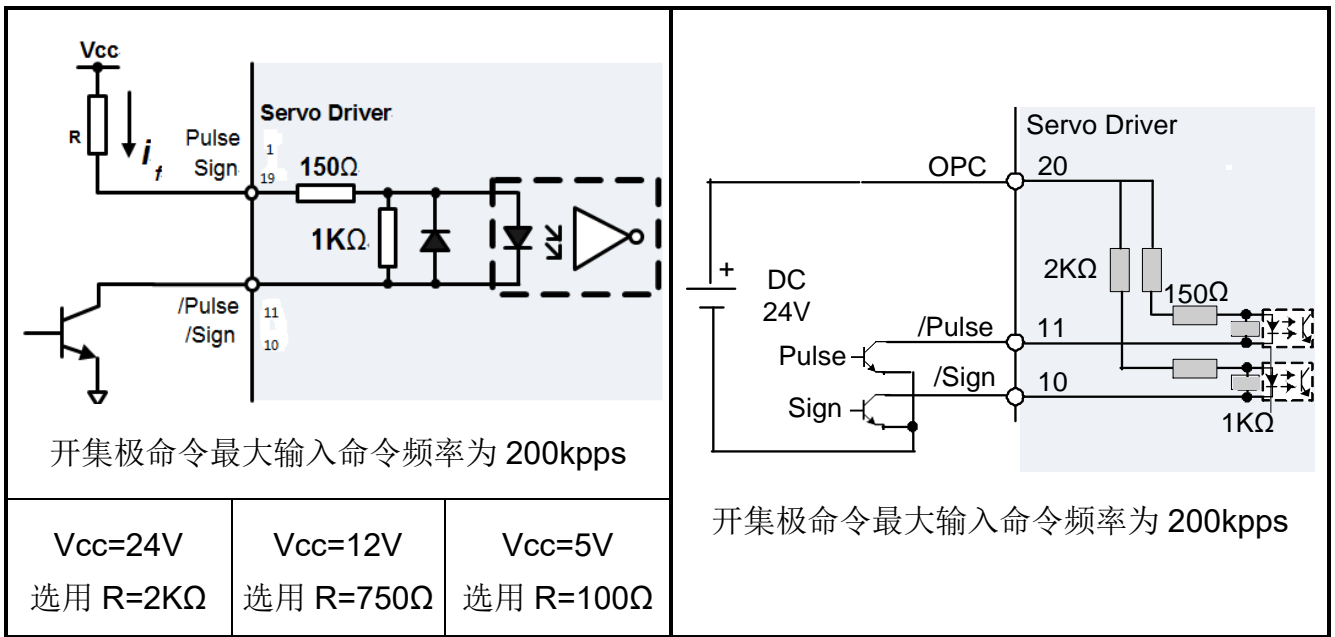 Vcc
R
i f
Pulse
Sign
Servo Driver
1
19
150Ω
1KΩ
/Pulse
/Sign
11
10
开集极命令最大输入命令频率为 200kpps
Vcc=24V
选用 R=2KΩ
Vcc=12V
选用 R=750Ω
Vcc=5V
选用 R=100Ω
Servo Driver
OPC
20
2KΩ
150Ω
+
DC
24V
/Pulse
11
Pulse
/Sign
10
Sign
1KΩ
开集极命令最大输入命令频率为 200kpps